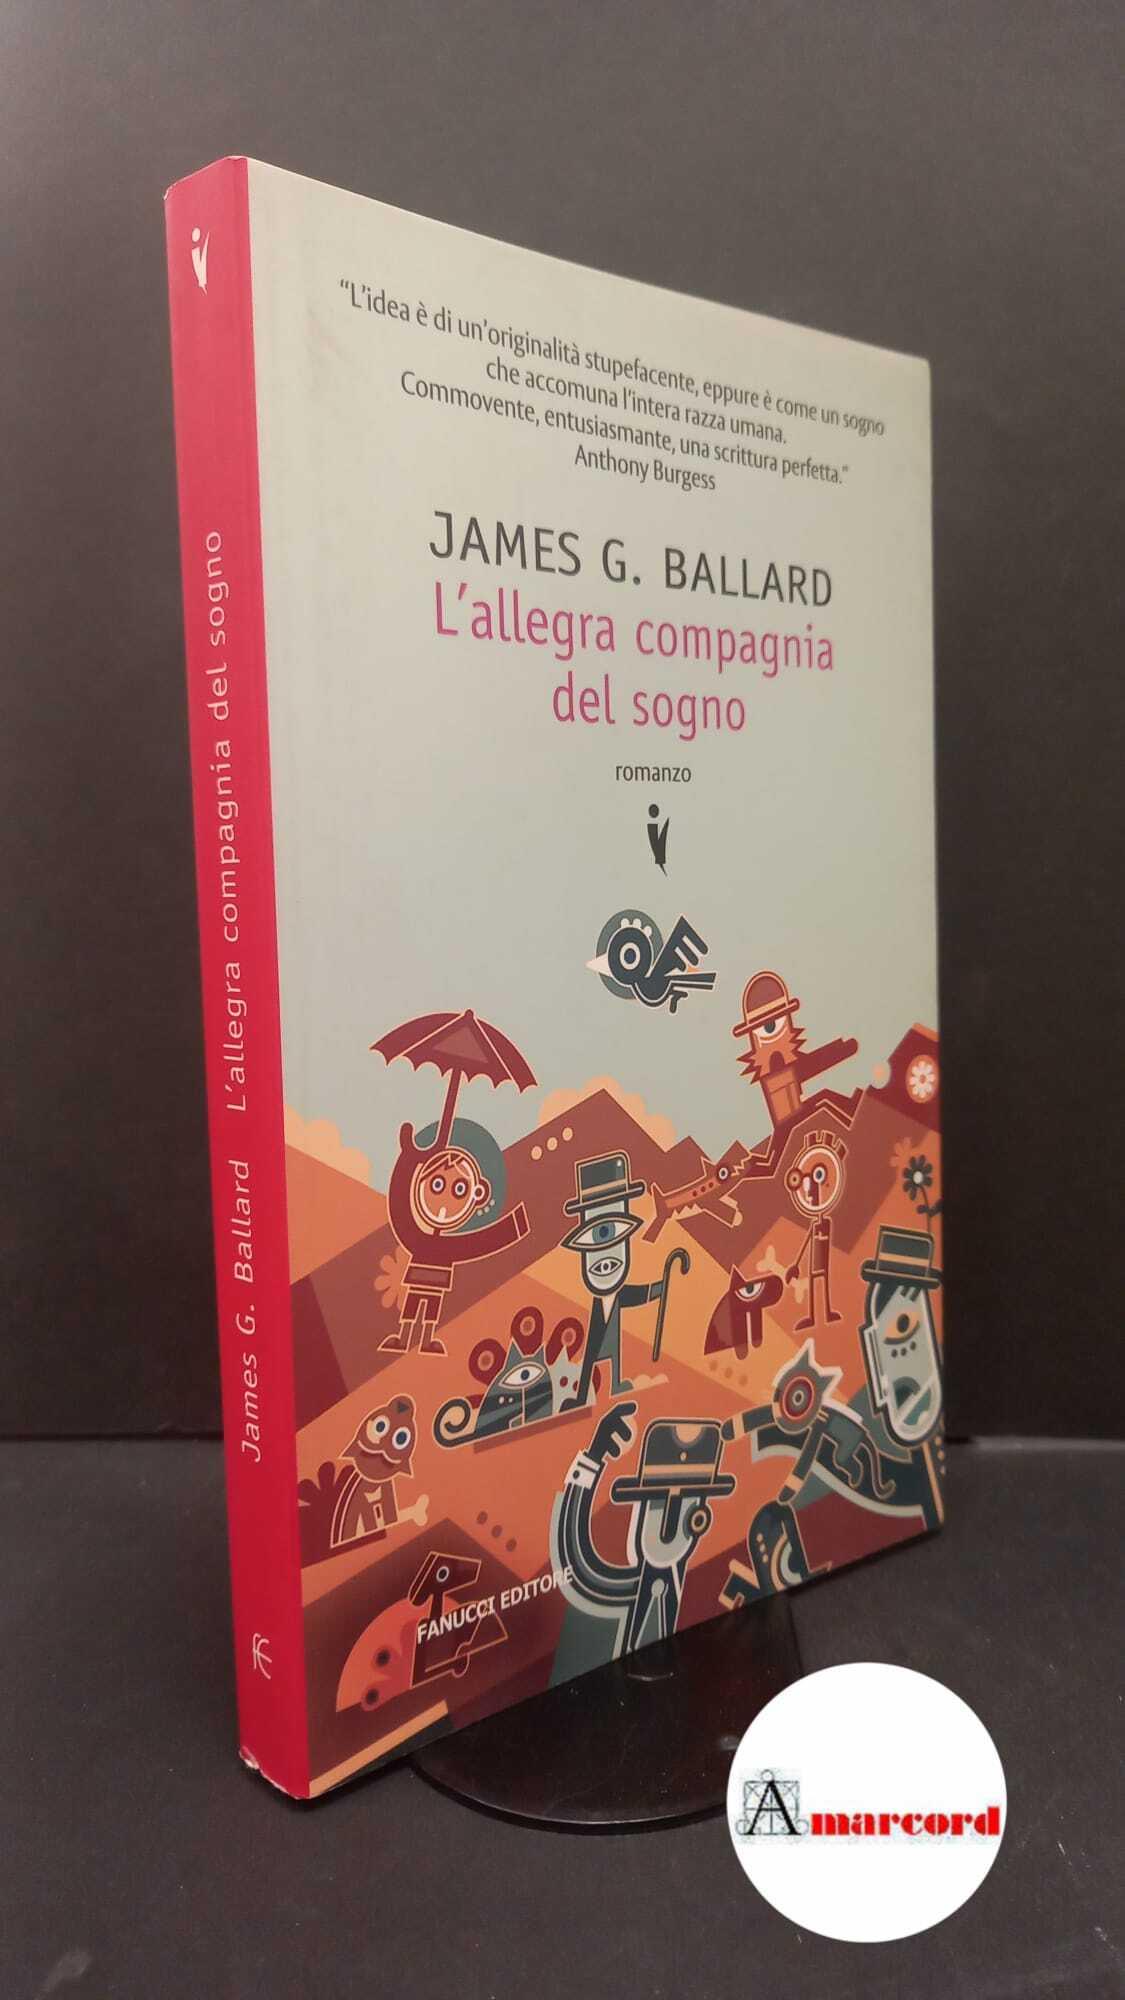 “L’idea è di un’originalità stupefacente, eppure è come un sogno
che accomuna l’intera razza umana.
Commovente, entusiasmante, una scrittura perfetta.”
Anthony Burgess
JAMES G. BALLARD
L’allegra compagnia
del sogno
romanzo
FANUCCI EDITORE
James G. Ballard L’allegra compagnia del sogno
Amarcord